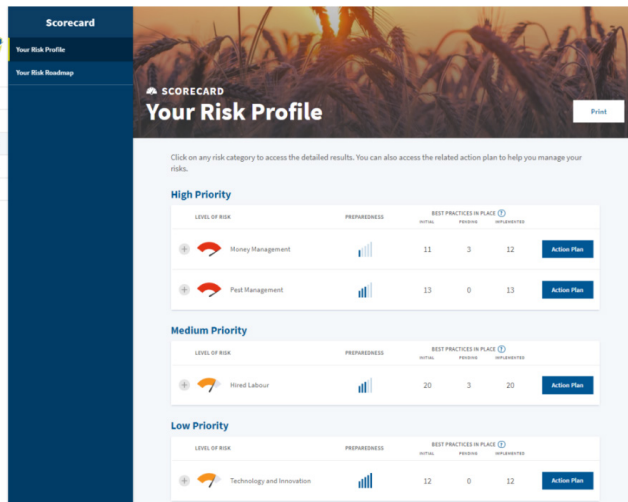 Scorecard
Your Risk Profile
Your Risk Roadmap
SCORECARD
Your Risk Profile
Print
Click on any risk category to access the detailed results. You can also access the related action plan to help you manage your
risks.
High Priority
LEVEL OF RISK PREPAREDNESS BEST PRACTICES IN PLACE ?
INITIAL PENDING IMPLEMENTED
+ Money Management 11 3 12 Action Plan
+ Pest Management 13 0 13 Action Plan
Medium Priority
LEVEL OF RISK PREPAREDNESS BEST PRACTICES IN PLACE ?
INITIAL PENDING IMPLEMENTED
+ Hired Labour 20 3 20 Action Plan
Low Priority
LEVEL OF RISK PREPAREDNESS BEST PRACTICES IN PLACE ?
INITIAL PENDING IMPLEMENTED
+ Technology and Innovation 12 0 12 Action Plan